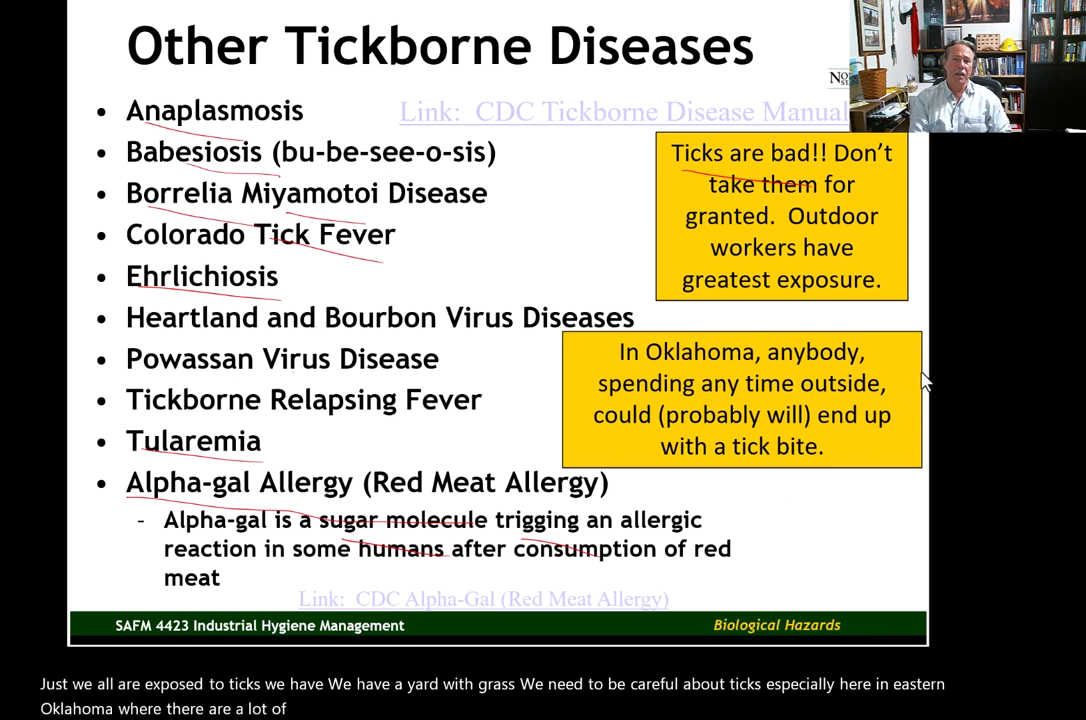 Other Tickborne Diseases
• Anaplasmosis
Link: CDC Tickborne Disease Manual
• Babesiosis (bu-be-see-o-sis)
• Borrelia Miyamotoi Disease
• Colorado Tick Fever
• Ehrlichiosis
• Heartland and Bourbon Virus Diseases
• Powassan Virus Disease
• Tickborne Relapsing Fever
• Tularemia
• Alpha-gal Allergy (Red Meat Allergy)
- Alpha-gal is a sugar molecule trigging an allergic
reaction in some humans after consumption of red
meat
Link: CDC Alpha-Gal (Red Meat Allergy)
Ticks are bad!! Don’t
take them for
granted. Outdoor
workers have
greatest exposure.
In Oklahoma, anybody,
spending any time outside,
could (probably will) end up
with a tick bite.
SAFM 4423 Industrial Hygiene Management
Biological Hazards
Just we all are exposed to ticks we have We have a yard with grass We need to be careful about ticks especially here in eastern
Oklahoma where there are a lot of